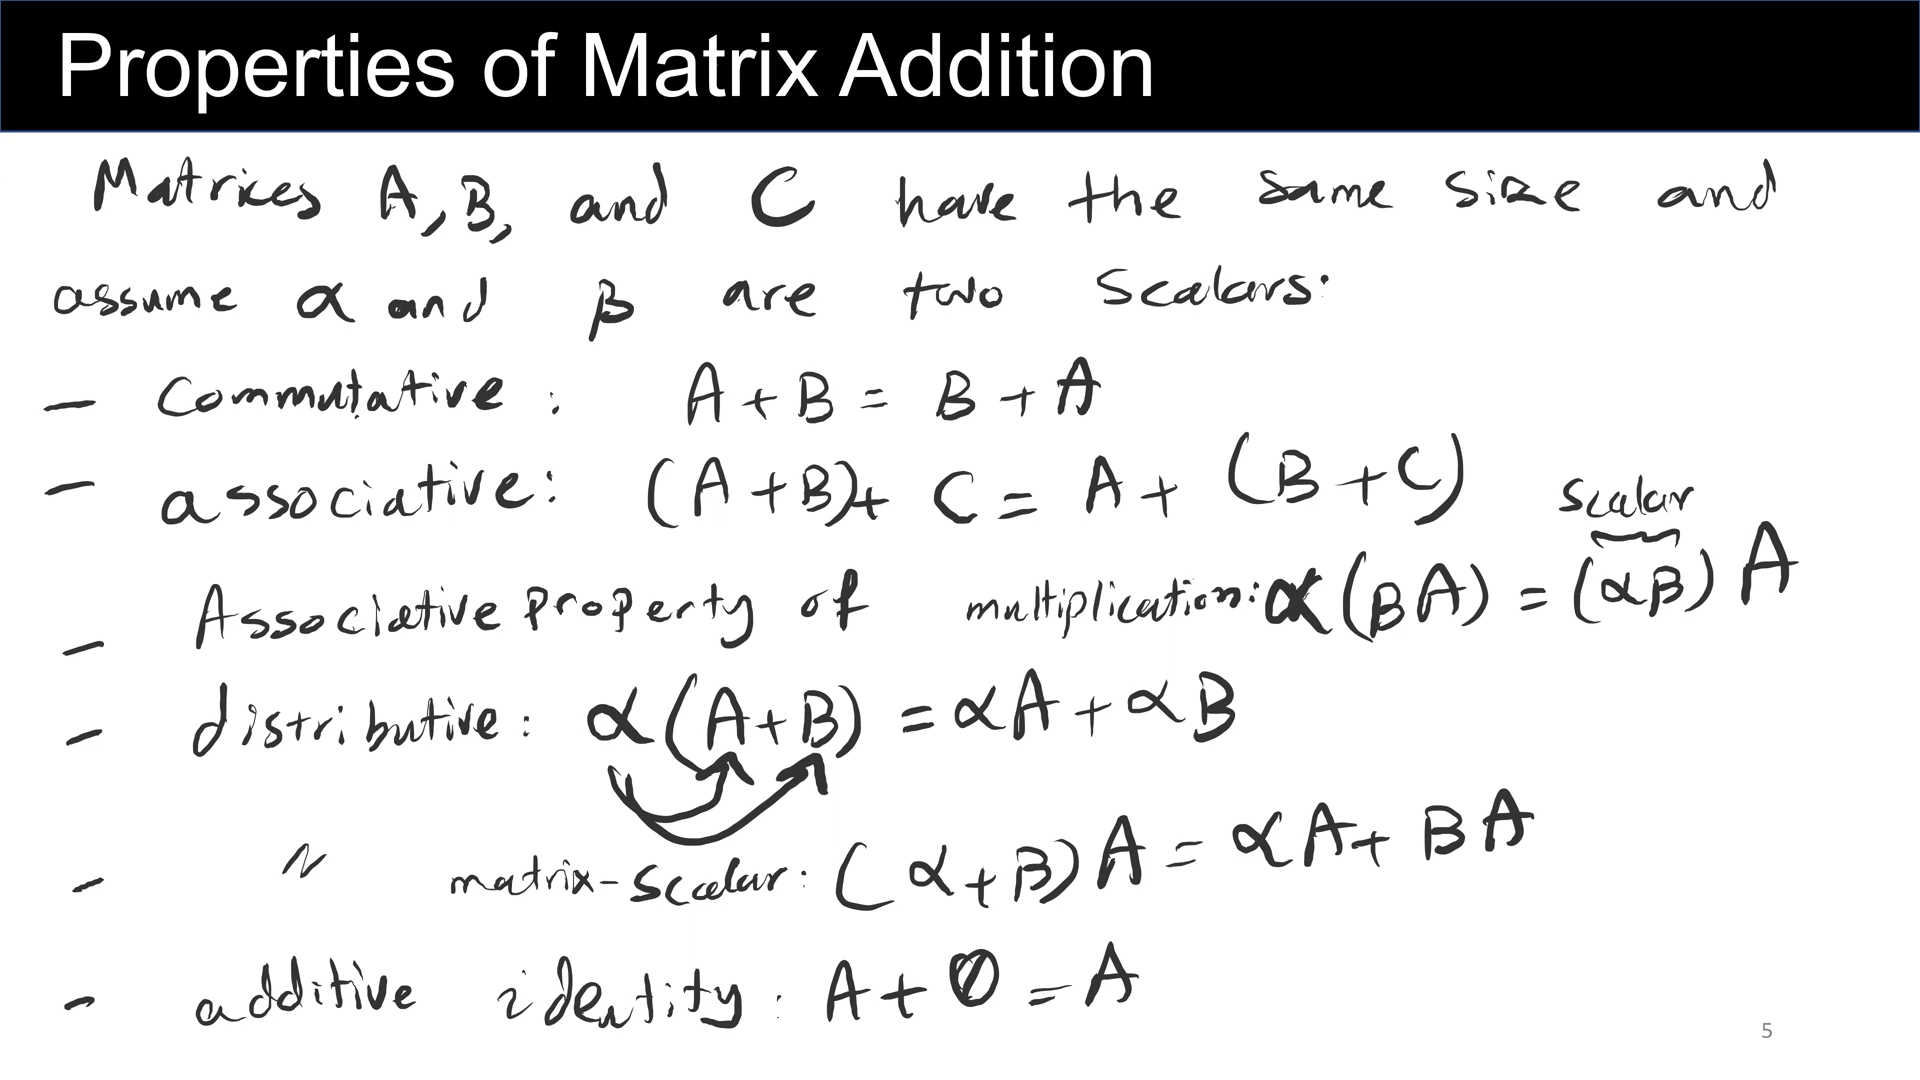 Properties of Matrix Addition
Matrices A, B, and C have the same size and
assume α and β are two scalars:
– Commutative : A + B = B + A
– associative: (A + B) + C = A + (B + C)
scalar
– Associative property of multiplication: α(βA) = (αβ) A
– distributive: α(A+B) = αA + αB
– 〃 matrix-scalar: (α+β) A = αA + βA
– additive identity: A + 0 = A
5